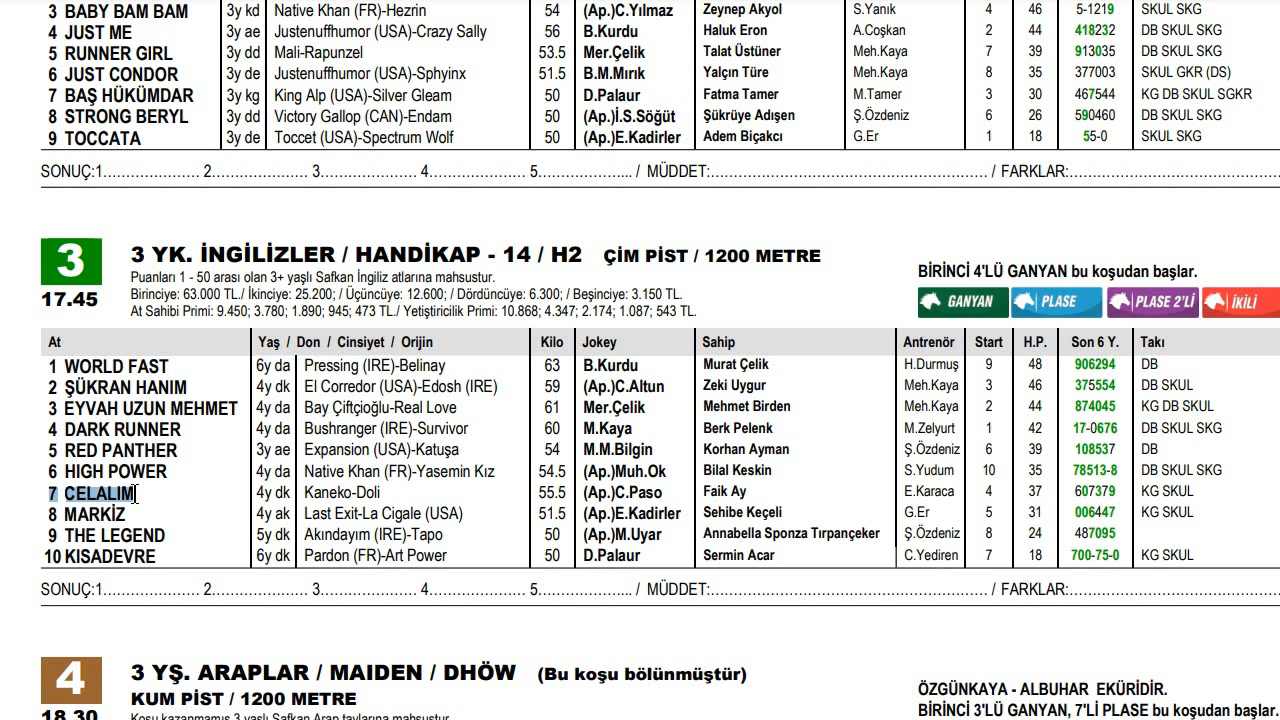 3 BABY BAM BAM 3y kd Native Khan (FR)-Hezrin 54 (Ap.)C.Yılmaz Zeynep Akyol S.Yanık 4 46 5-1219 SKUL SKG
4 JUST ME 3y ae Justenuffhumor (USA)-Crazy Sally 56 B.Kurdu Haluk Eron A.Coşkan 2 44 418232 DB SKUL SKG
5 RUNNER GIRL 3y dd Mali-Rapunzel 53.5 Mer.Çelik Talat Üstüner Meh.Kaya 7 39 913035 DB SKUL SKG
6 JUST CONDOR 3y de Justenuffhumor (USA)-Sphyinx 51.5 B.M.Mırık Yalçın Türe Meh.Kaya 8 35 377003 SKUL GKR (DS)
7 BAŞ HÜKÜMDAR 3y kg King Alp (USA)-Silver Gleam 50 D.Palaur Fatma Tamer M.Tamer 3 30 467544 KG DB SKUL SGKR
8 STRONG BERYL 3y dd Victory Gallop (CAN)-Endam 50 (Ap.)İ.S.Söğüt Şükrüye Adışen Ş.Özdeniz 6 26 590460 DB SKUL SKG
9 TOCCATA 3y de Toccet (USA)-Spectrum Wolf 50 (Ap.)E.Kadirler Adem Biçakcı G.Er 1 18 55-0 SKUL SKG
SONUÇ:1....................... 2....................... 3....................... 4....................... 5...................... / MÜDDET:................................................................. / FARKLAR:..................................................
3 3 YK. İNGİLİZLER / HANDİKAP - 14 / H2 ÇİM PİST / 1200 METRE
17.45
Puanları 1 - 50 arası olan 3+ yaşlı Safkan İngiliz atlarına mahsustur.
Birinciye: 63.000 TL./ İkinciye: 25.200; / Üçüncüye: 12.600; / Dördüncüye: 6.300; / Beşinciye: 3.150 TL.
At Sahibi Primi: 9.450; 3.780; 1.890; 945; 473 TL./ Yetiştiricilik Primi: 10.868; 4.347; 2.174; 1.087; 543 TL.
BİRİNCİ 4'LÜ GANYAN bu koşudan başlar.
GANYAN PLASE PLASE 2'Lİ İKİLİ
At Yaş / Don / Cinsiyet / Orijin Kilo Jokey Sahip Antrenör Start H.P. Son 6 Y. Takı
1 WORLD FAST 6y da Pressing (IRE)-Belinay 63 B.Kurdu Murat Çelik H.Durmuş 9 48 906294 DB
2 ŞÜKRAN HANIM 4y dk El Corredor (USA)-Edosh (IRE) 59 (Ap.)C.Altun Zeki Uygur Meh.Kaya 3 46 375554 DB SKUL
3 EYVAH UZUN MEHMET 4y da Bay Çiftçioğlu-Real Love 61 Mer.Çelik Mehmet Birden Meh.Kaya 2 44 874045 KG DB SKUL
4 DARK RUNNER 4y da Bushranger (IRE)-Survivor 60 M.Kaya Berk Pelenk M.Zelyurt 1 42 17-0676 DB SKUL SKG
5 RED PANTHER 3y ae Expansion (USA)-Katuşa 54 M.M.Bilgin Korhan Ayman Ş.Özdeniz 6 39 108537 DB
6 HIGH POWER 4y da Native Khan (FR)-Yasemin Kız 54.5 (Ap.)Muh.Ok Bilal Keskin S.Yudum 10 35 78513-8 DB SKUL SKG
7 CELALIM 4y dk Kaneko-Doli 55.5 (Ap.)C.Paso Faik Ay E.Karaca 4 37 607379 KG SKUL
8 MARKİZ 4y ak Last Exit-La Cigale (USA) 51.5 (Ap.)E.Kadirler Sehibe Keçeli G.Er 5 31 006447 KG SKUL
9 THE LEGEND 5y dk Akındayım (IRE)-Tapo 50 (Ap.)M.Uyar Annabella Sponza Tırpançeker Ş.Özdeniz 8 24 487095
10 KISADEVRE 6y dk Pardon (FR)-Art Power 50 D.Palaur Sermin Acar C.Yediren 7 18 700-75-0 KG SKUL
SONUÇ:1....................... 2....................... 3....................... 4....................... 5...................... / MÜDDET:................................................................. / FARKLAR:..................................................
4 3 YŞ. ARAPLAR / MAIDEN / DHÖW (Bu koşu bölünmüştür)
KUM PİST / 1200 METRE
18.30
Koşu kazanmamış 3 yaşlı Safkan Arap taylarına mahsustur.
ÖZGÜNKAYA - ALBUHAR EKÜRİDİR.
BİRİNCİ 3'LÜ GANYAN, 7'Lİ PLASE bu koşudan başlar.